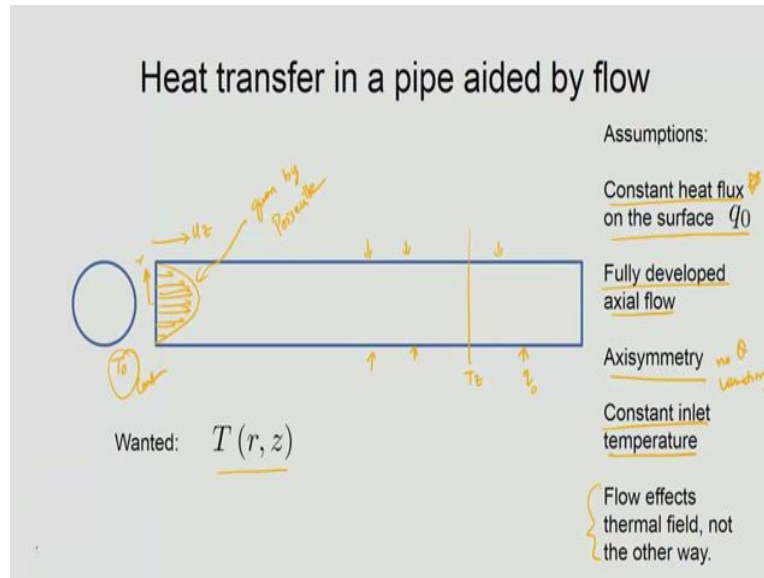 Heat transfer in a pipe aided by flow
Assumptions:
Constant heat flux
on the surface q0
Fully developed
axial flow
Axisymmetry no θ
Constant inlet
temperature
Flow effects
thermal field, not
the other way.
given by
uz
r
T0
Tz
q0
Wanted: T (r, z)